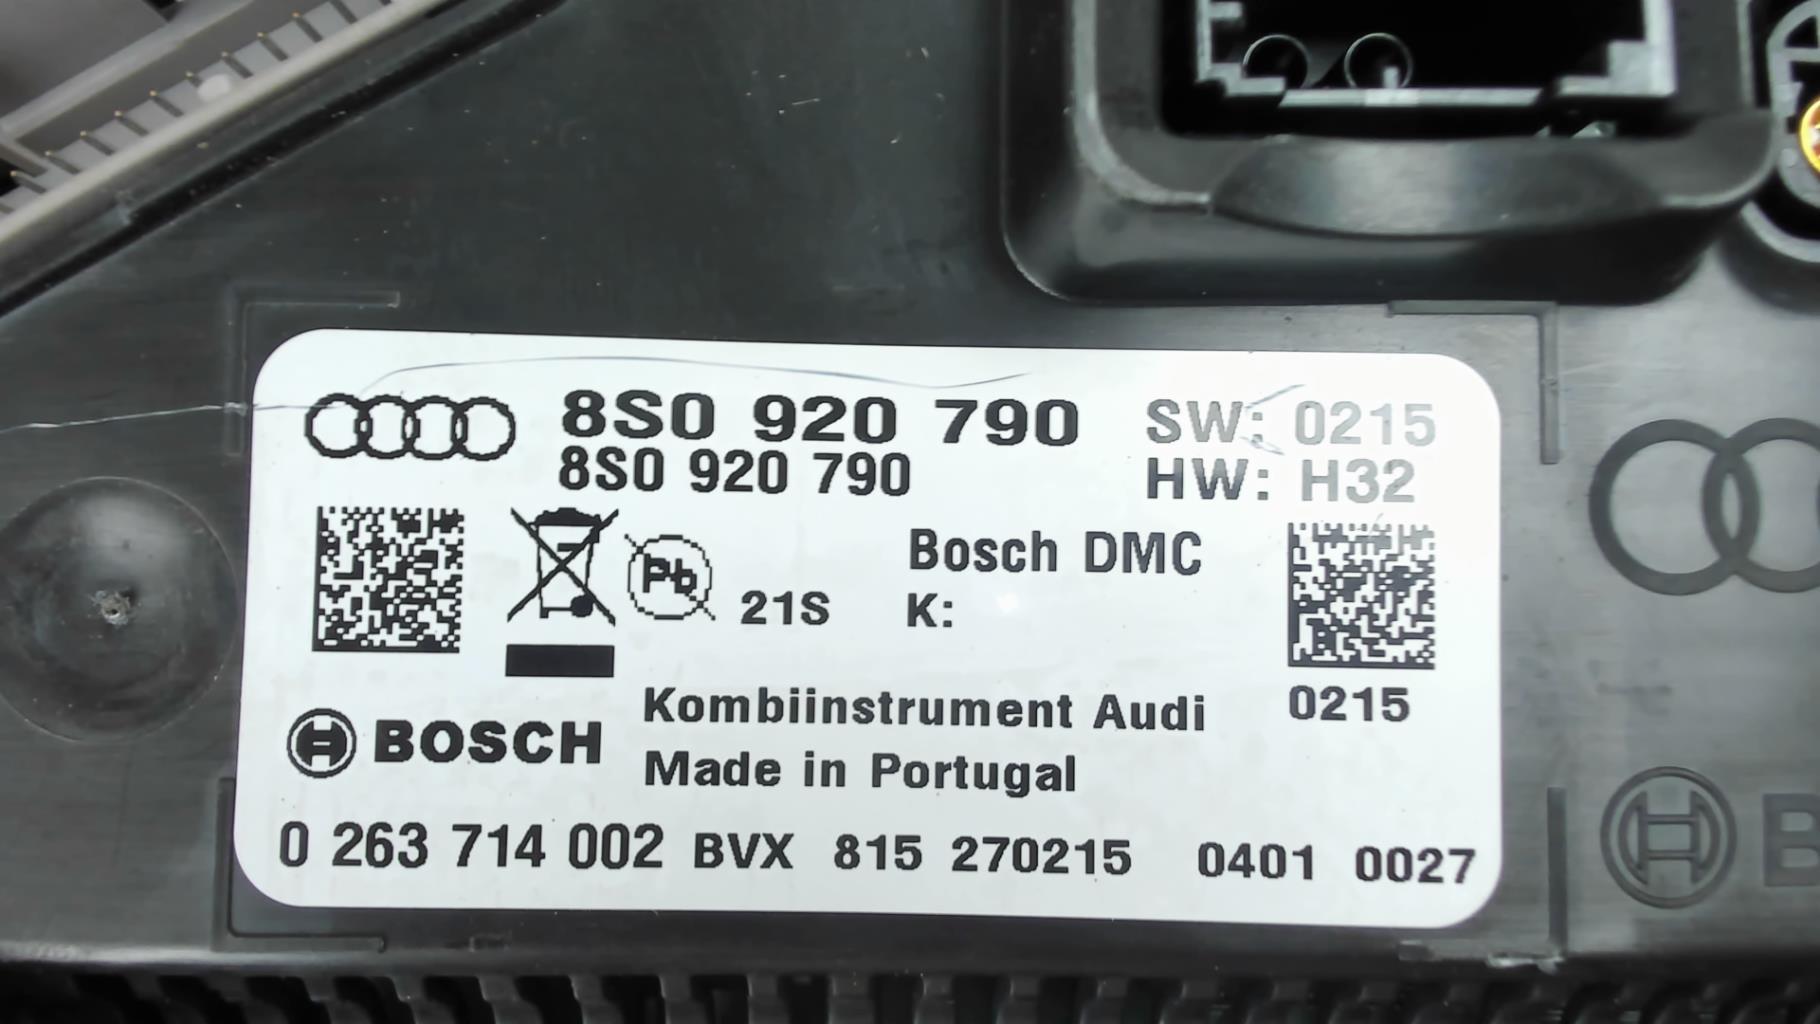 8S0 920 790 SW: 0215
8S0 920 790 HW: H32
Bosch DMC
Pb 21S K:
0215
BOSCH Kombiinstrument Audi
Made in Portugal
0 263 714 002 BVX 815 270215 0401 0027
B